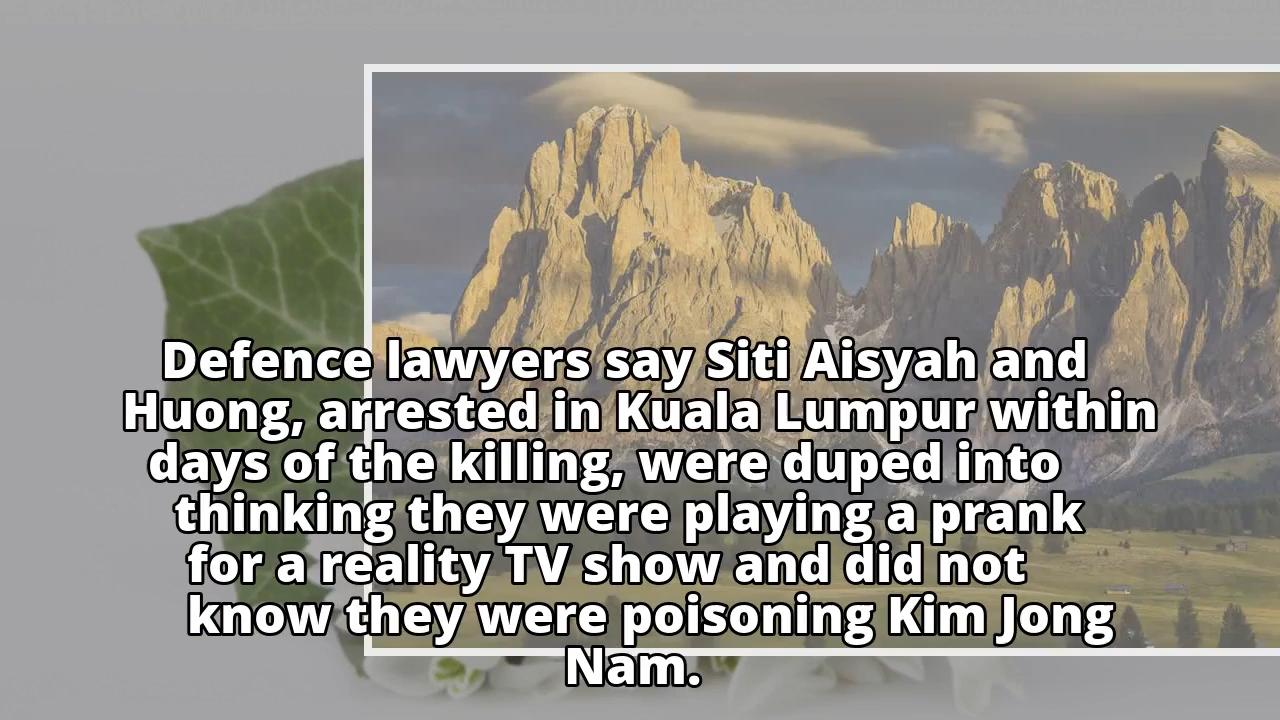 Defence lawyers say Siti Aisyah and
Huong, arrested in Kuala Lumpur within
days of the killing, were duped into
thinking they were playing a prank
for a reality TV show and did not
know they were poisoning Kim Jong
Nam.